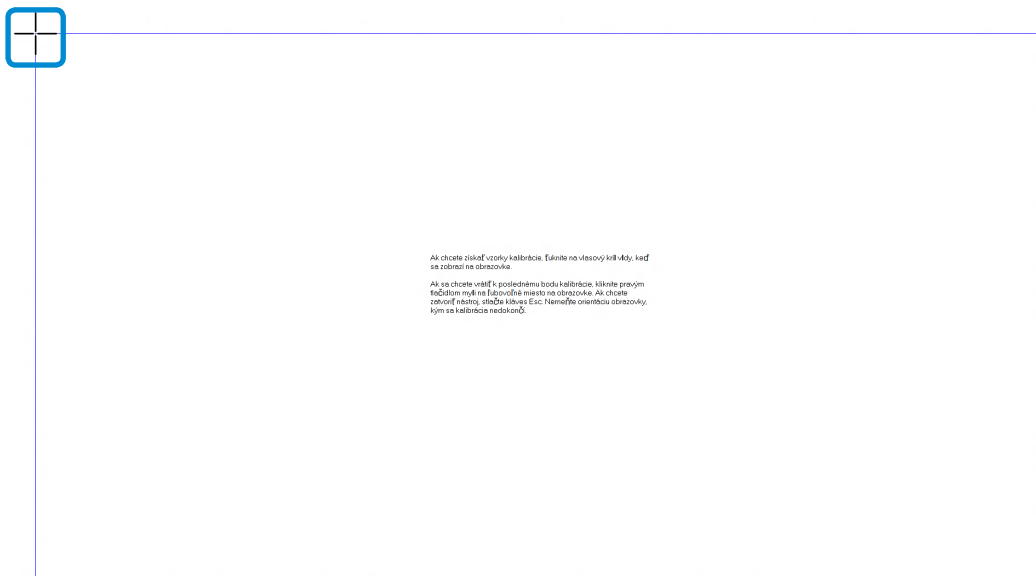 Ak chcete získať vzorky kalibrácie, ťuknite na vlasový kríž vždy, keď
sa zobrazí na obrazovke.
Ak sa chcete vrátiť k poslednému bodu kalibrácie, kliknite pravým
tlačidlom myši na ľubovoľné miesto na obrazovke. Ak chcete
zatvoriť nástroj, stlačte kláves Esc. Nemeňte orientáciu obrazovky,
kým sa kalibrácia nedokončí.